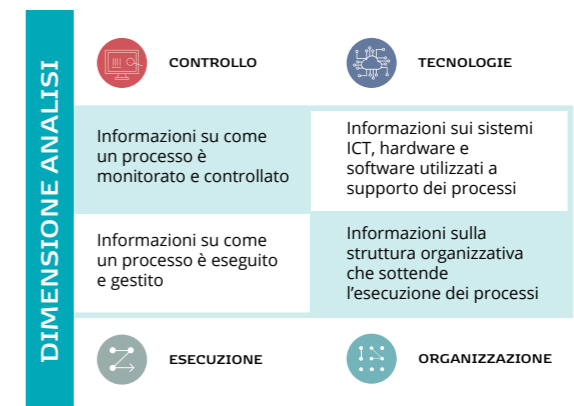 DIMENSIONE ANALISI
CONTROLLO
TECNOLOGIE
Informazioni su come
un processo è
monitorato e controllato
Informazioni sui sistemi
ICT, hardware e
software utilizzati a
supporto dei processi
Informazioni su come
un processo è eseguito
e gestito
Informazioni sulla
struttura organizzativa
che sottende
l'esecuzione dei processi
ESECUZIONE
ORGANIZZAZIONE